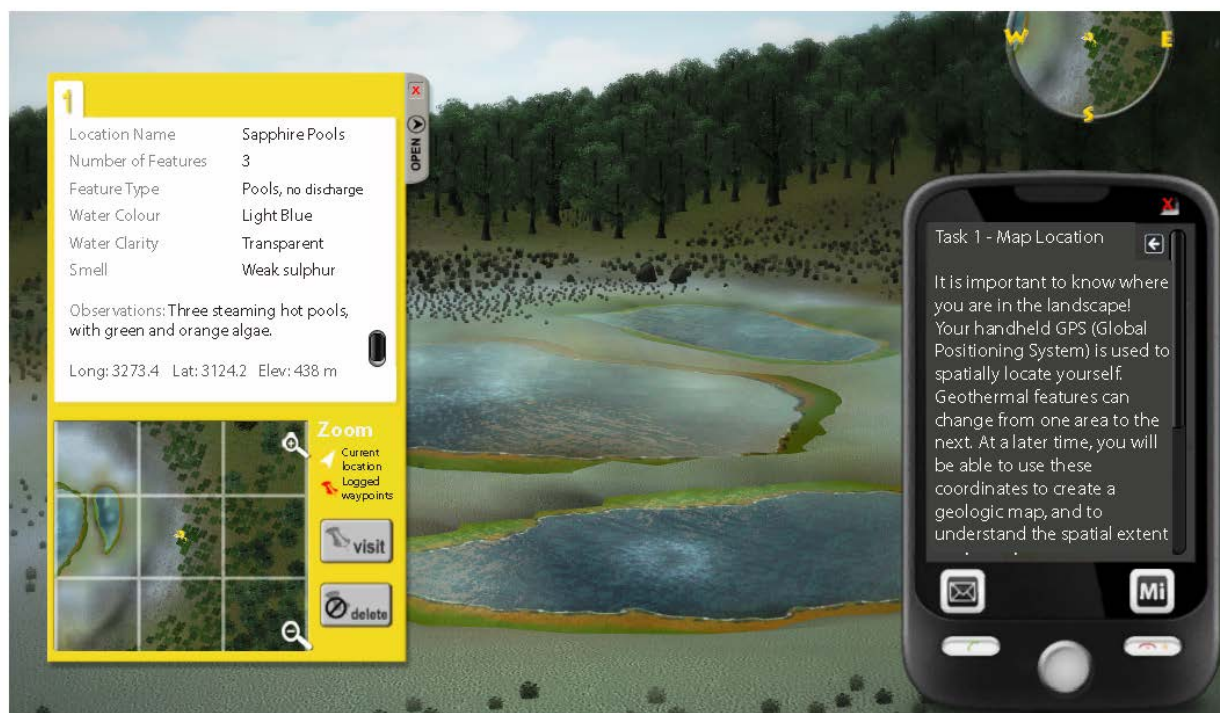 1
Location Name Sapphire Pools
Number of Features 3
Feature Type Pools, no discharge
Water Colour Light Blue
Water Clarity Transparent
Smell Weak sulphur
Observations: Three steaming hot pools,
with green and orange algae.
Long: 3273.4 Lat: 3124.2 Elev: 438 m
OPEN
Zoom
Current
location
Logged
waypoints
visit
delete
W
E
S
Task 1 - Map Location
It is important to know where
you are in the landscape!
Your handheld GPS (Global
Positioning System) is used to
spatially locate yourself.
Geothermal features can
change from one area to the
next. At a later time, you will
be able to use these
coordinates to create a
geologic map, and to
understand the spatial extent
Mi